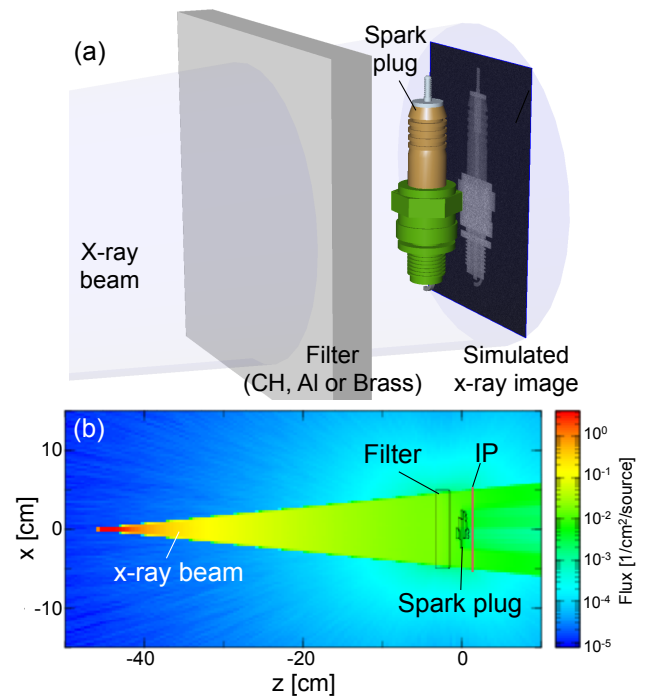 (a)
Spark
plug
X-ray
beam
Filter
(CH, Al or Brass)
Simulated
x-ray image
(b)
Filter
IP
x-ray beam
Spark plug
15
10
0
-10
-15
x [cm]
-40
-20
0
z [cm]
10^0
10^-1
10^-2
10^-3
10^-4
10^-5
Flux [1/cm²/source]